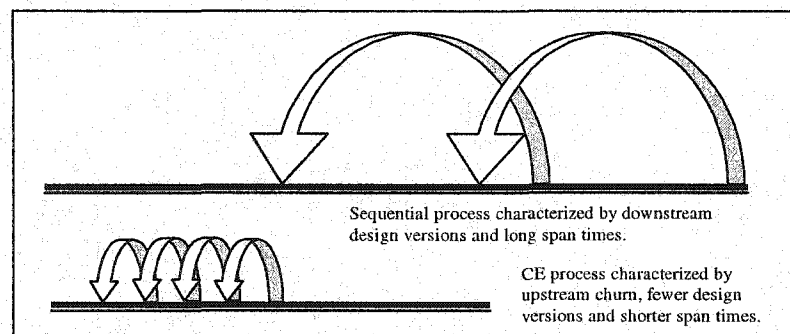 Sequential process characterized by downstream
design versions and long span times.
CE process characterized by
upstream churn, fewer design
versions and shorter span times.